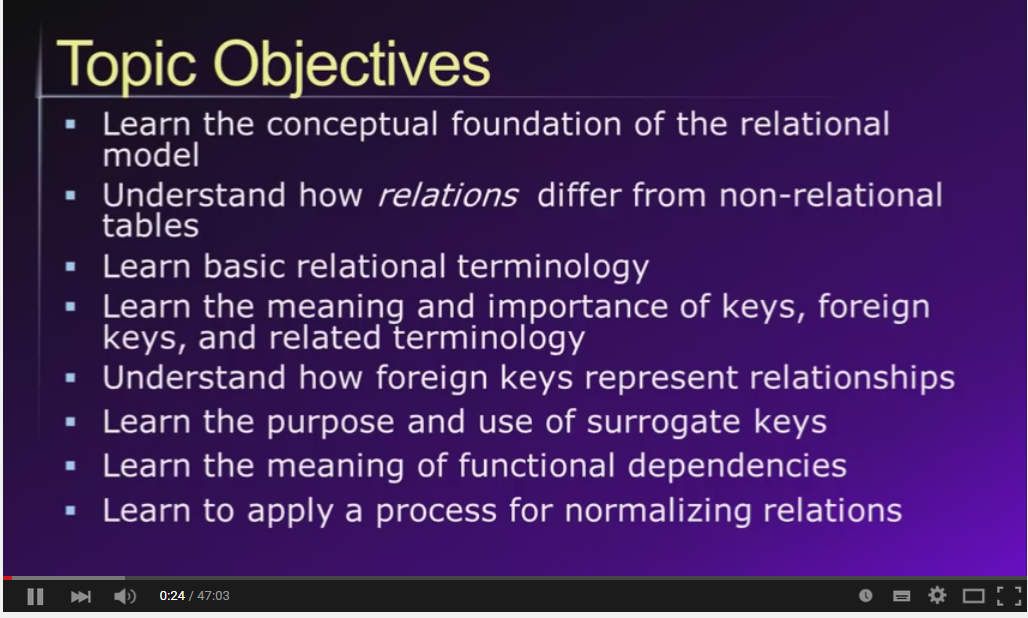 Topic Objectives
▪ Learn the conceptual foundation of the relational
model
▪ Understand how relations differ from non-relational
tables
▪ Learn basic relational terminology
▪ Learn the meaning and importance of keys, foreign
keys, and related terminology
▪ Understand how foreign keys represent relationships
▪ Learn the purpose and use of surrogate keys
▪ Learn the meaning of functional dependencies
▪ Learn to apply a process for normalizing relations
0:24 / 47:03